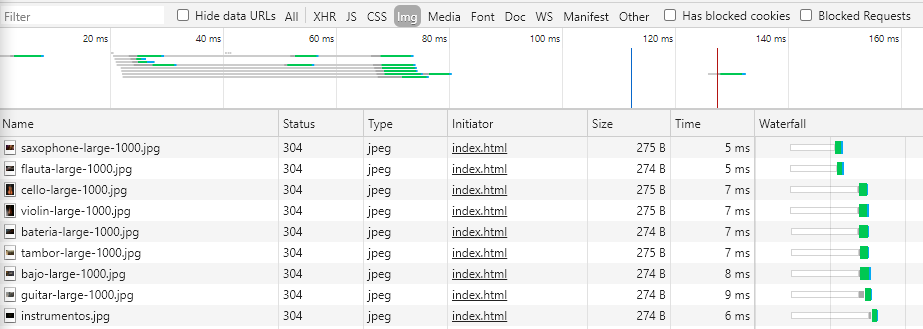 Filter Hide data URLs All XHR JS CSS Img Media Font Doc WS Manifest Other Has blocked cookies Blocked Requests
20 ms 40 ms 60 ms 80 ms 100 ms 120 ms 140 ms 160 ms
Name Status Type Initiator Size Time Waterfall
saxophone-large-1000.jpg 304 jpeg index.html 275 B 5 ms
flauta-large-1000.jpg 304 jpeg index.html 274 B 5 ms
cello-large-1000.jpg 304 jpeg index.html 275 B 7 ms
violin-large-1000.jpg 304 jpeg index.html 275 B 7 ms
bateria-large-1000.jpg 304 jpeg index.html 274 B 7 ms
tambor-large-1000.jpg 304 jpeg index.html 275 B 7 ms
bajo-large-1000.jpg 304 jpeg index.html 274 B 8 ms
guitar-large-1000.jpg 304 jpeg index.html 274 B 9 ms
instrumentos.jpg 304 jpeg index.html 274 B 6 ms